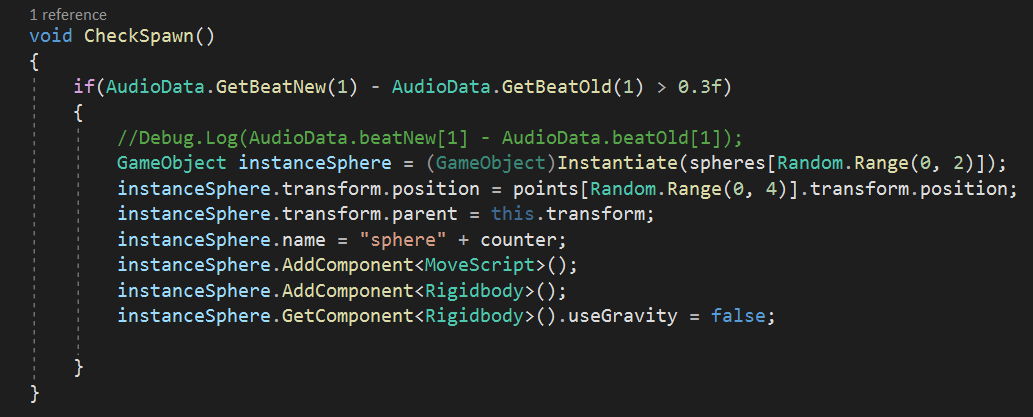 1 reference
void CheckSpawn()
{
if(AudioData.GetBeatNew(1) - AudioData.GetBeatOld(1) > 0.3f)
{
//Debug.Log(AudioData.beatNew[1] - AudioData.beatOld[1]);
GameObject instanceSphere = (GameObject)Instantiate(spheres[Random.Range(0, 2)]);
instanceSphere.transform.position = points[Random.Range(0, 4)].transform.position;
instanceSphere.transform.parent = this.transform;
instanceSphere.name = "sphere" + counter;
instanceSphere.AddComponent<MoveScript>();
instanceSphere.AddComponent<Rigidbody>();
instanceSphere.GetComponent<Rigidbody>().useGravity = false;
}
}